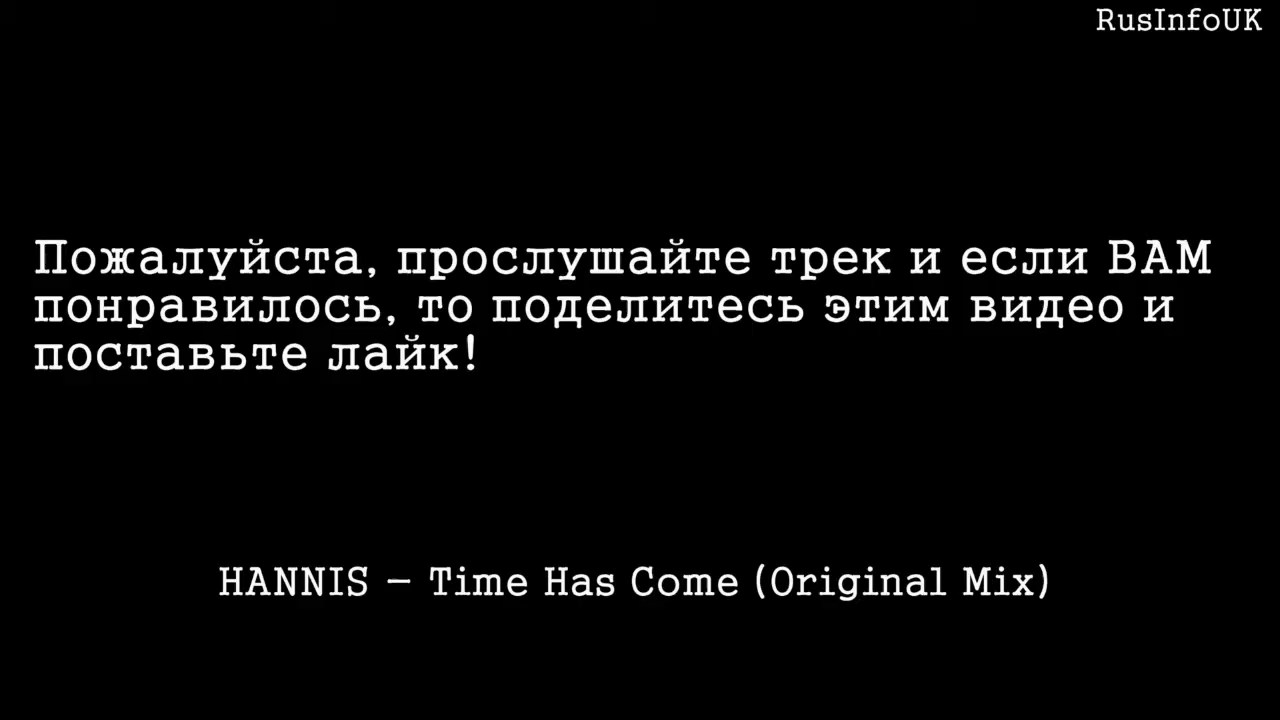 RusInfoUK
Пожалуйста, прослушайте трек и если ВАМ
понравилось, то поделитесь этим видео и
поставьте лайк!
HANNIS – Time Has Come (Original Mix)